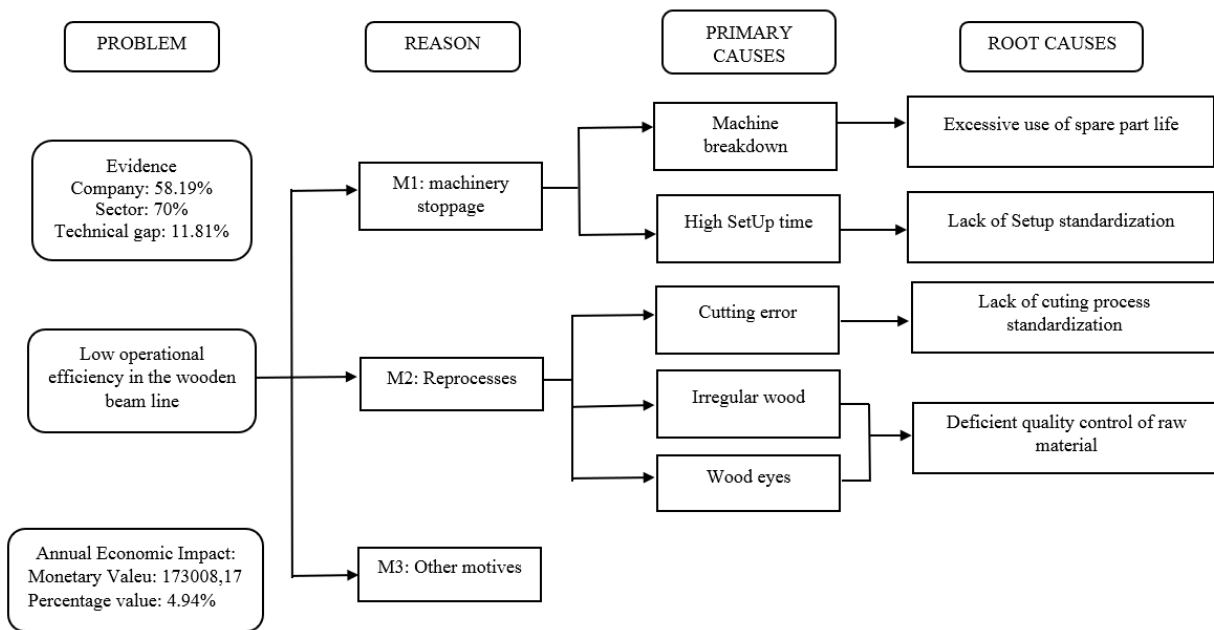 PROBLEM
REASON
PRIMARY
CAUSES
ROOT CAUSES
Evidence
Company: 58.19%
Sector: 70%
Technical gap: 11.81%
Low operational
efficiency in the wooden
beam line
Annual Economic Impact:
Monetary Valeu: 173008,17
Percentage value: 4.94%
M1: machinery
stoppage
M2: Reprocesses
M3: Other motives
Machine
breakdown
High SetUp time
Cutting error
Irregular wood
Wood eyes
Excessive use of spare part life
Lack of Setup standardization
Lack of cuting process
standardization
Deficient quality control of raw
material